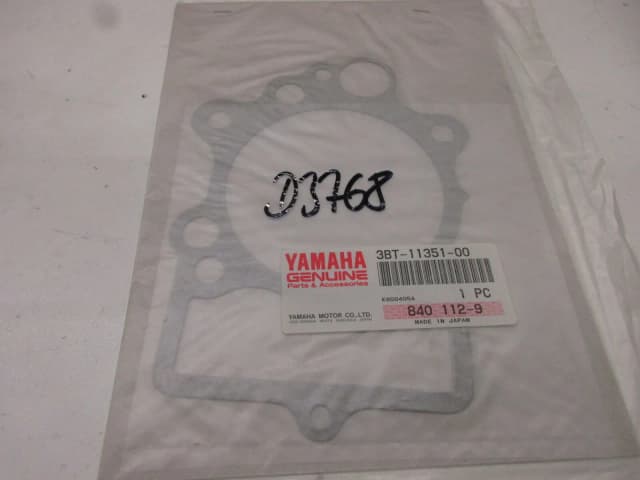 D3768
YAMAHA
GENUINE
Parts & Accessories
YAMAHA MOTOR CO.,LTD.
3BT-11351-00
1 PC
840 112-9
MADE IN JAPAN